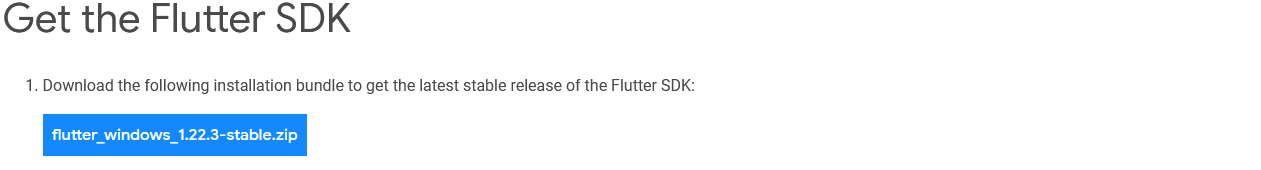 Get the Flutter SDK
1. Download the following installation bundle to get the latest stable release of the Flutter SDK:
flutter_windows_1.22.3-stable.zip